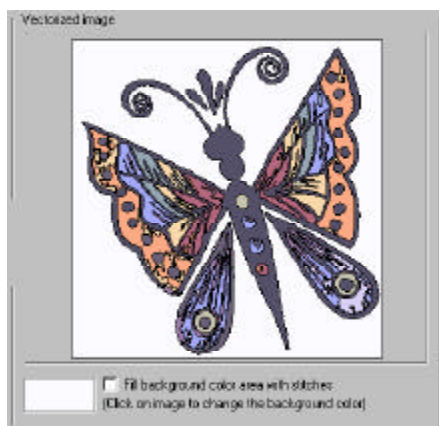 Vectorized image
Fill background color area with stitches
(Click on image to change the background color)